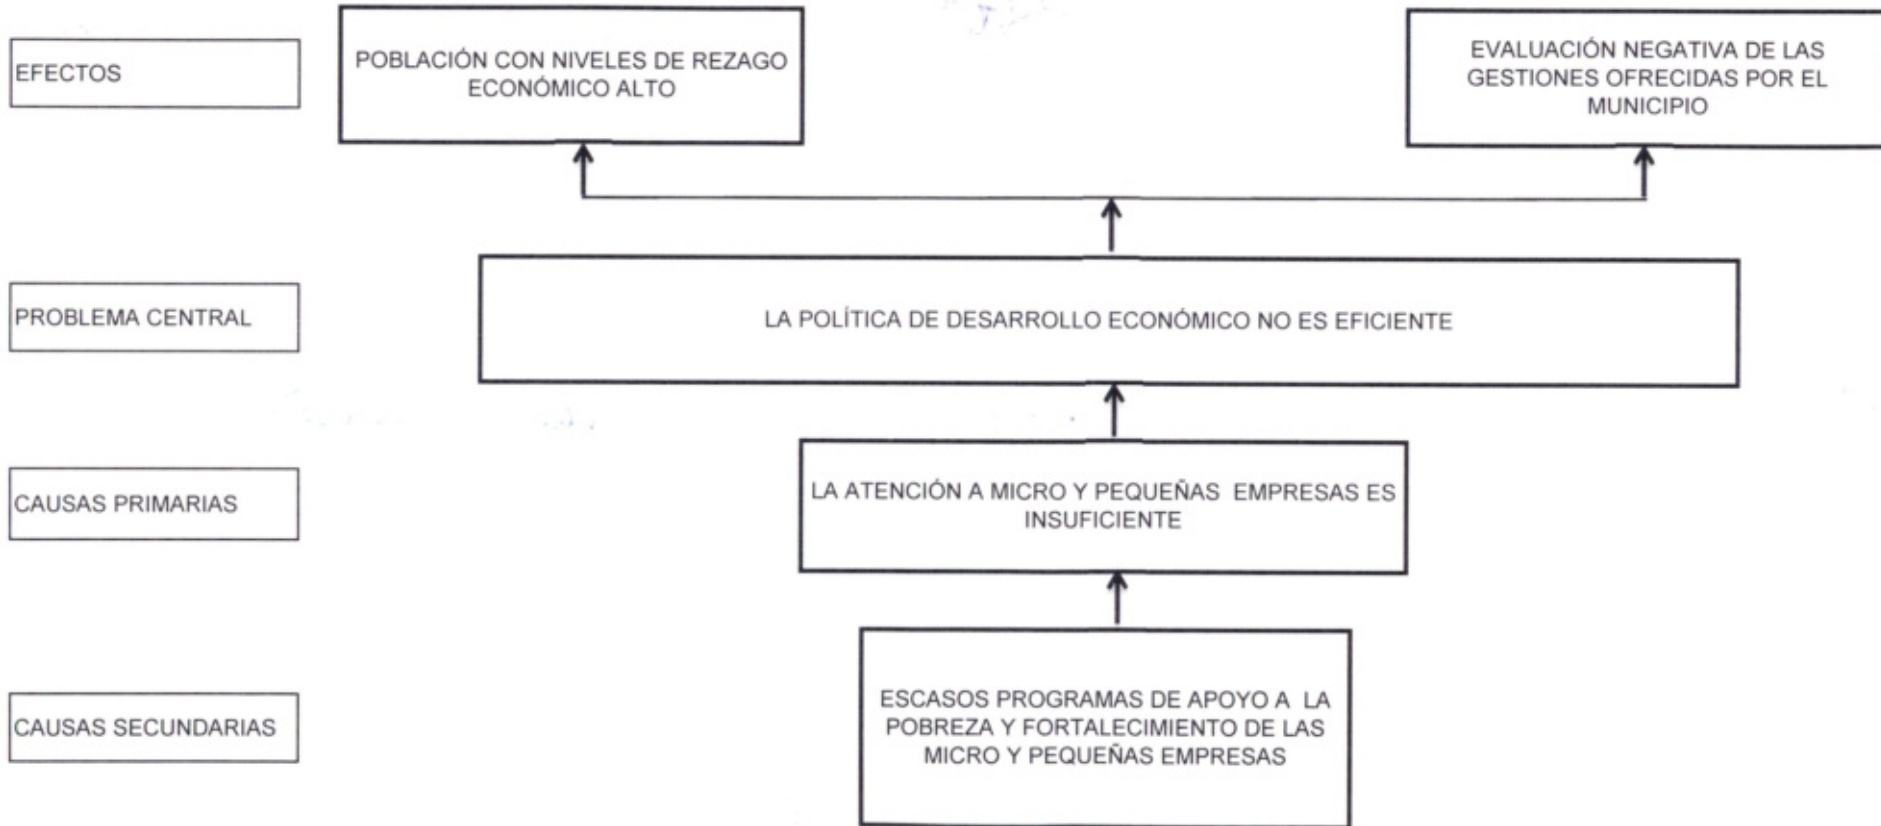 EFECTOS
POBLACIÓN CON NIVELES DE REZAGO
ECONÓMICO ALTO
EVALUACIÓN NEGATIVA DE LAS
GESTIONES OFRECIDAS POR EL
MUNICIPIO
PROBLEMA CENTRAL
LA POLÍTICA DE DESARROLLO ECONÓMICO NO ES EFICIENTE
CAUSAS PRIMARIAS
LA ATENCIÓN A MICRO Y PEQUEÑAS EMPRESAS ES
INSUFICIENTE
CAUSAS SECUNDARIAS
ESCASOS PROGRAMAS DE APOYO A LA
POBREZA Y FORTALECIMIENTO DE LAS
MICRO Y PEQUEÑAS EMPRESAS